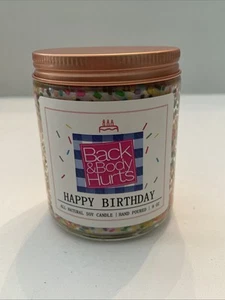 Back
&Body
Hurts
HAPPY BIRTHDAY
ALL NATURAL SOY CANDLE | HAND POURED | 9 OZ